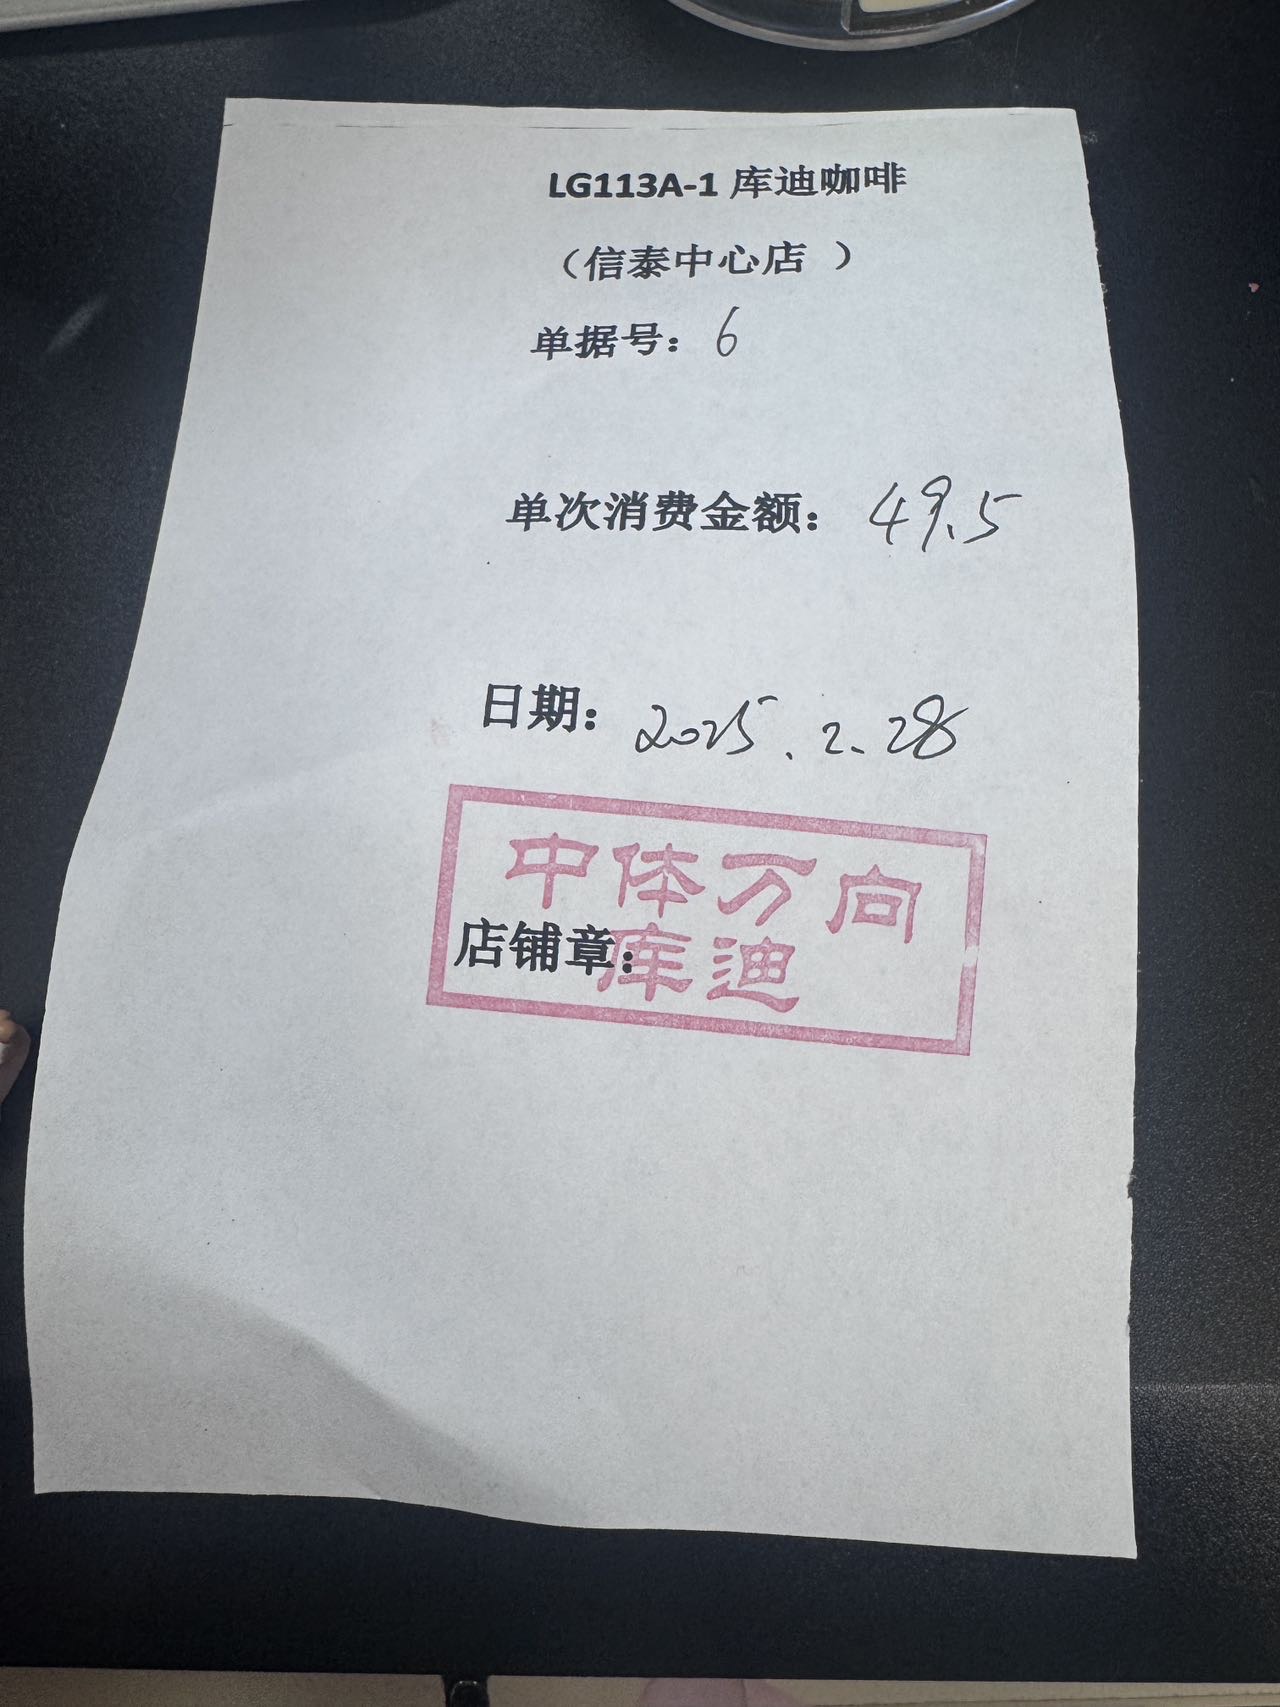 LG113A-1 库迪咖啡
（信泰中心店 ）
单据号：6
单次消费金额：49.5
日期：2025.2.28
中体万向
店铺章：
库迪